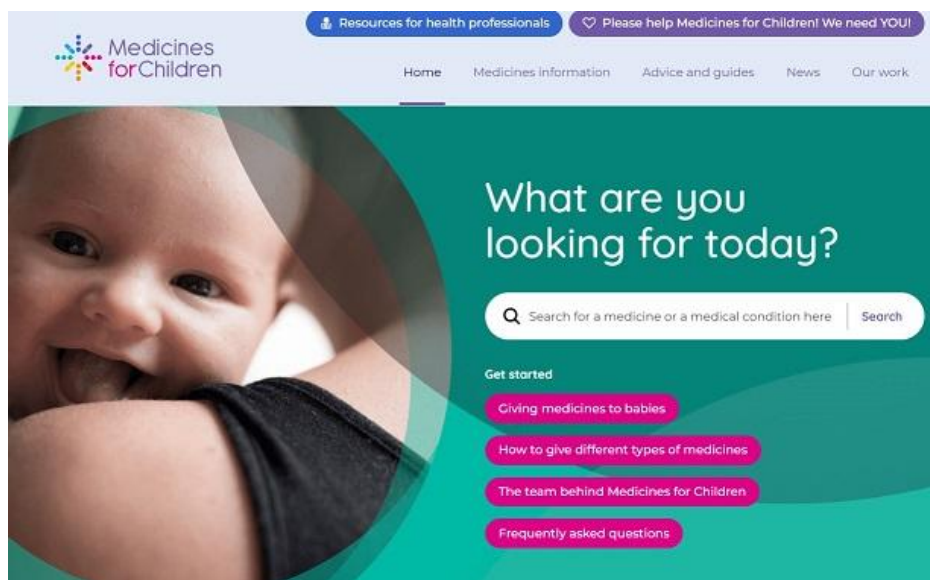 Resources for health professionals
Please help Medicines for Children! We need YOU!
Medicines
forChildren
Home
Medicines information
Advice and guides
News
Our work
What are you
looking for today?
Search for a medicine or a medical condition here
Search
Get started
Giving medicines to babies
How to give different types of medicines
The team behind Medicines for Children
Frequently asked questions